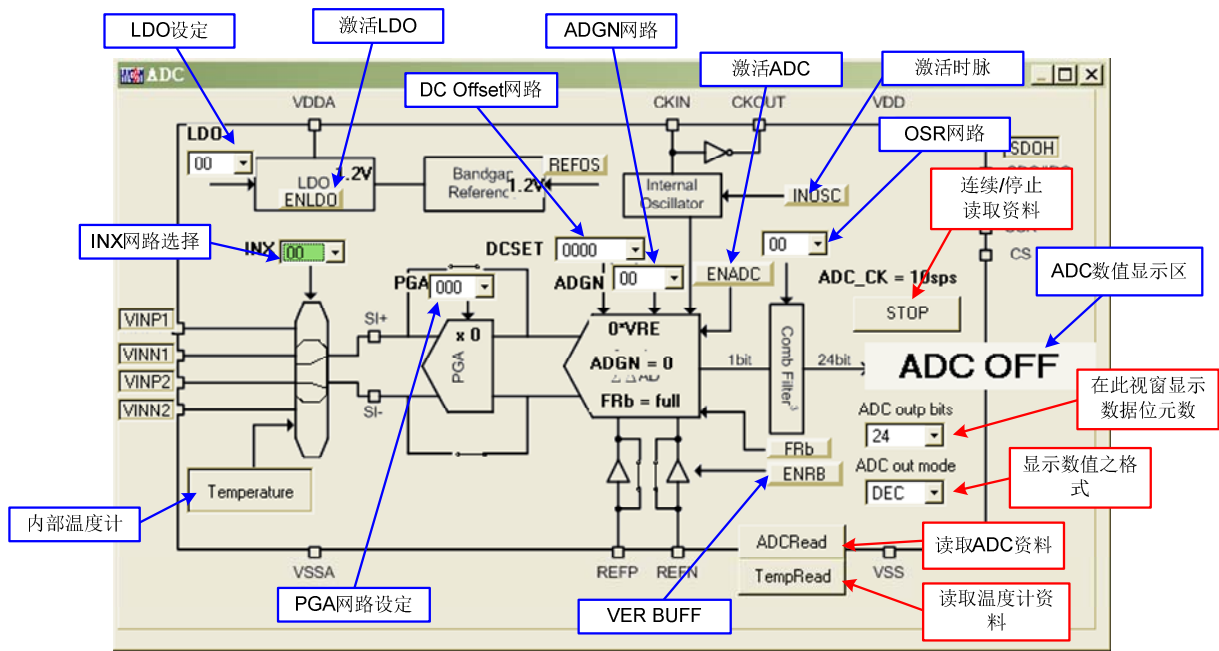 LDO设定
激活LDO
ADGN网路
DC Offset网路
激活ADC
激活时脉
OSR网路
ADC
VDDA
CKIN
CKOUT
VDD
LDO
00
LDO
1.2V
ENLDO
Bandgap
Reference
1.2V
REFOS
Internal
Oscillator
INOSC
SDOH
连续/停止
读取资料
INX网路选择
INX
00
DCSET
0000
00
CS
ADC数值显示区
PGA
000
ADGN
00
ENADC
ADC_CK = 10sps
STOP
VINP1
VINN1
VINP2
VINN2
SI+
SI-
x 0
PGA
0*VRE
ADGN = 0
FRb = full
1bit
Comb Filter³
24bit
ADC OFF
在此视窗显示
数据位元数
ADC outp bits
24
FRb
ENRB
ADC out mode
DEC
显示数值之格
式
Temperature
内部温度计
ADCRead
TempRead
读取ADC资料
VSSA
REFP
REFN
VSS
PGA网路设定
VER BUFF
读取温度计资
料